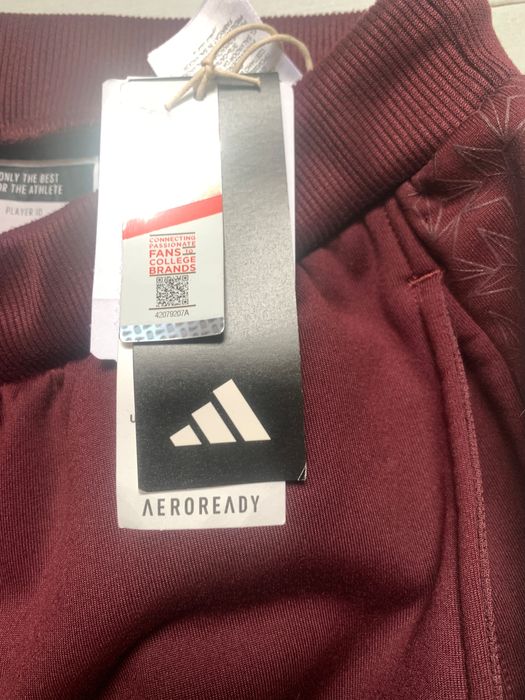 ONLY THE BEST
FOR THE ATHLETE
PLAYER ID
CONNECTING
PASSIONATE
FANS TO
COLLEGE
BRANDS
42079207A
AEROREADY